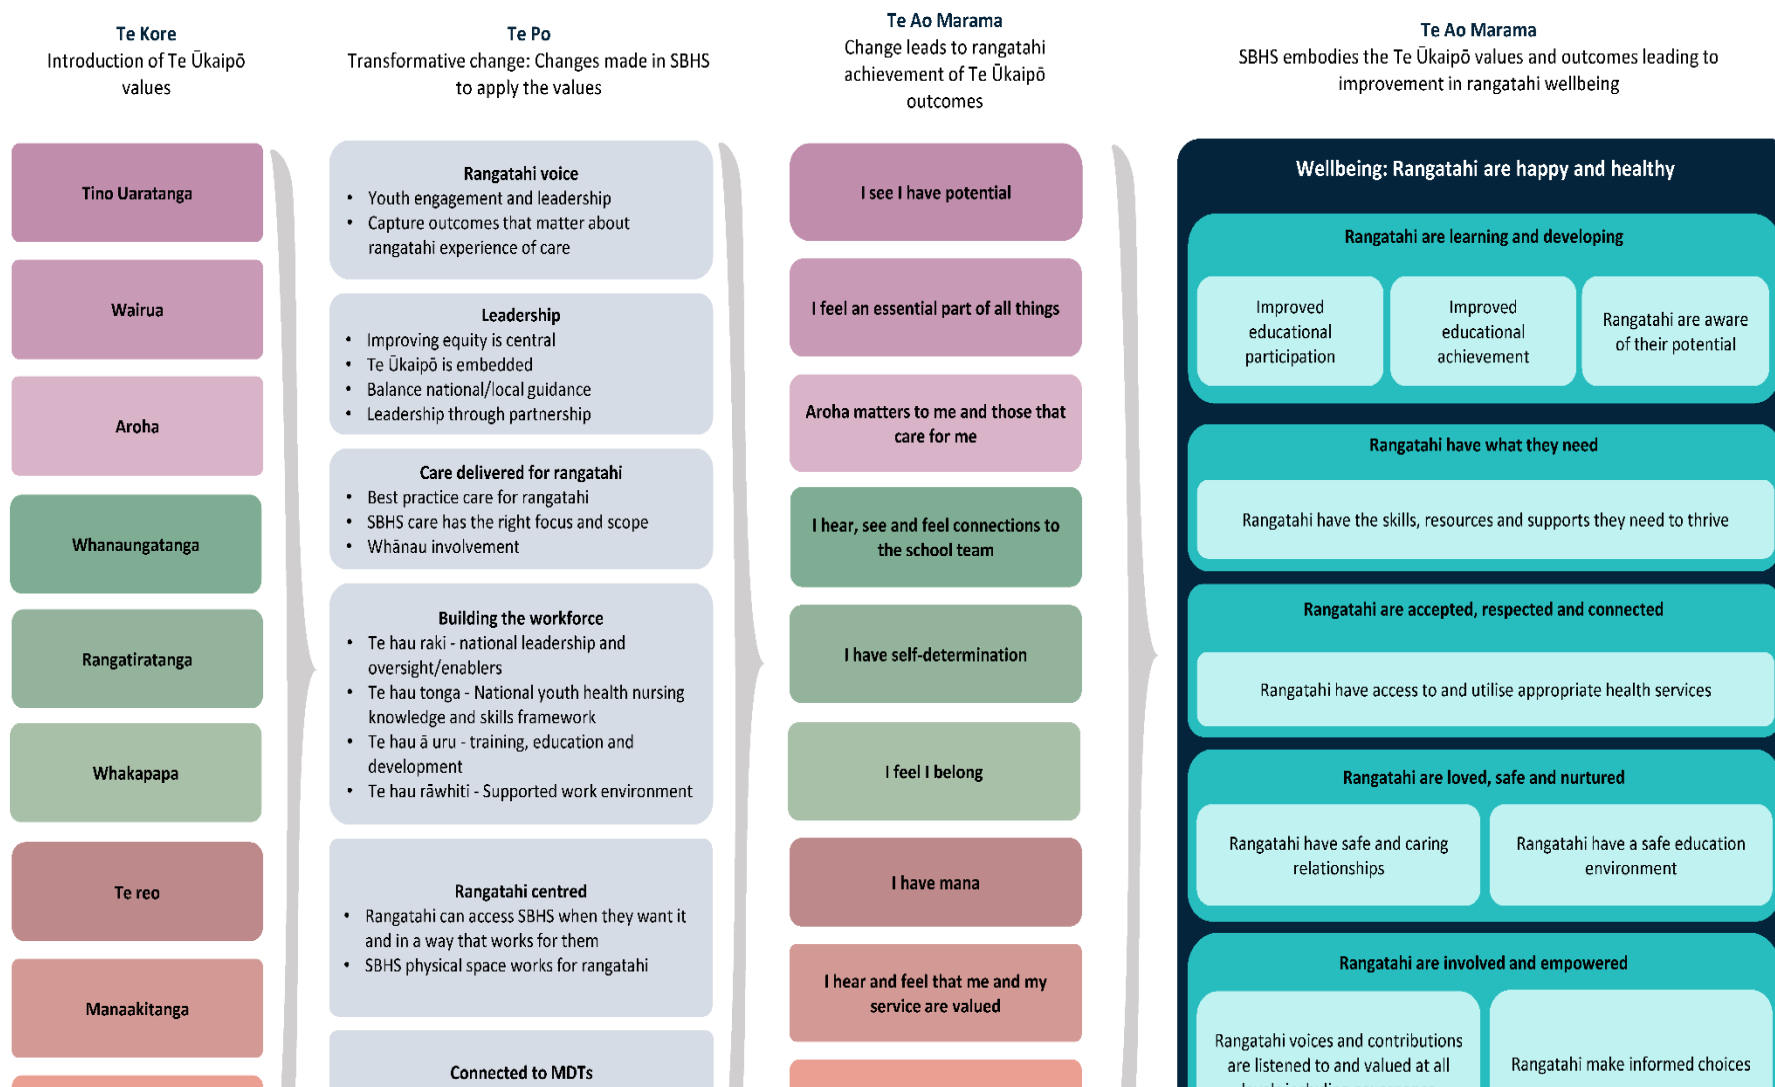 Te Kore
Introduction of Te Ūkaipō
values
Tino Uaratanga
Wairua
Aroha
Whanaungatanga
Rangatiratanga
Whakapapa
Te reo
Manaakitanga
Te Po
Transformative change: Changes made in SBHS
to apply the values
Rangatahi voice
• Youth engagement and leadership
• Capture outcomes that matter about
rangatahi experience of care
Leadership
• Improving equity is central
• Te Ūkaipō is embedded
• Balance national/local guidance
• Leadership through partnership
Care delivered for rangatahi
• Best practice care for rangatahi
• SBHS care has the right focus and scope
• Whānau involvement
Building the workforce
• Te hau raki - national leadership and
oversight/enablers
• Te hau tonga - National youth health nursing
knowledge and skills framework
• Te hau ā uru - training, education and
development
• Te hau rāwhiti - Supported work environment
Rangatahi centred
• Rangatahi can access SBHS when they want it
and in a way that works for them
• SBHS physical space works for rangatahi
Connected to MDTs
Te Ao Marama
Change leads to rangatahi
achievement of Te Ūkaipō
outcomes
I see I have potential
I feel an essential part of all things
Aroha matters to me and those that
care for me
I hear, see and feel connections to
the school team
I have self-determination
I feel I belong
I have mana
I hear and feel that me and my
service are valued
Te Ao Marama
SBHS embodies the Te Ūkaipō values and outcomes leading to
improvement in rangatahi wellbeing
Wellbeing: Rangatahi are happy and healthy
Rangatahi are learning and developing
Improved
educational
participation
Improved
educational
achievement
Rangatahi are aware
of their potential
Rangatahi have what they need
Rangatahi have the skills, resources and supports they need to thrive
Rangatahi are accepted, respected and connected
Rangatahi have access to and utilise appropriate health services
Rangatahi are loved, safe and nurtured
Rangatahi have safe and caring
relationships
Rangatahi have a safe education
environment
Rangatahi are involved and empowered
Rangatahi voices and contributions
are listened to and valued at all
Rangatahi make informed choices